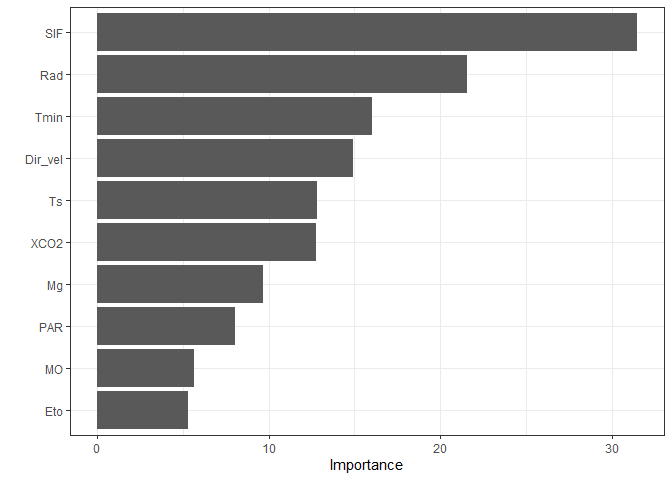 SIF
Rad
Tmin
Dir_vel
Ts
XCO2
Mg
PAR
MO
Eto
0 10 20 30
Importance